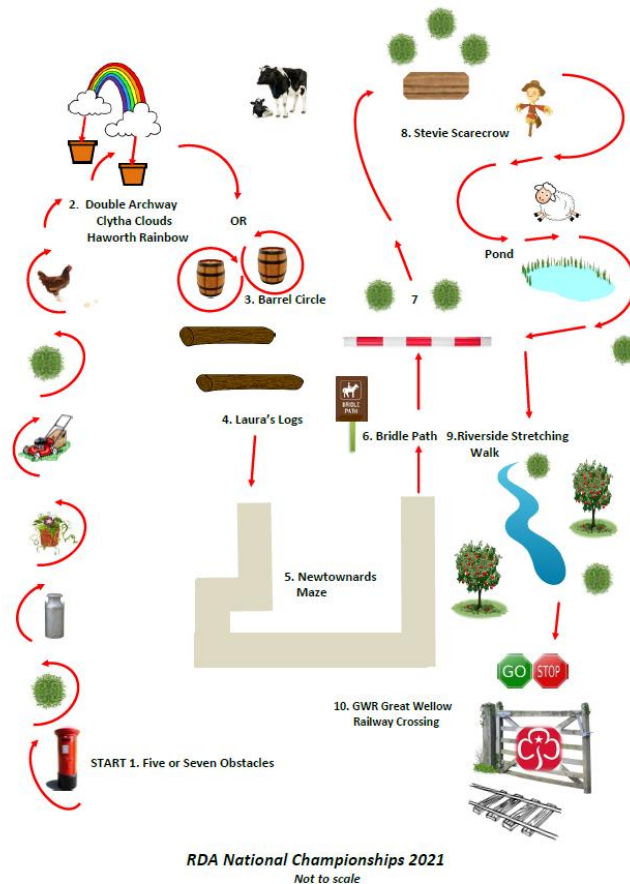 8. Stevie Scarecrow
2. Double Archway
Clytha Clouds
Haworth Rainbow
OR
Pond
3. Barrel Circle
7
BRIDLE
PATH
4. Laura's Logs
6. Bridle Path
9.Riverside Stretching
Walk
5. Newtownards
Maze
GO
STOP
10. GWR Great Wellow
Railway Crossing
START 1. Five or Seven Obstacles
RDA National Championships 2021
Not to scale